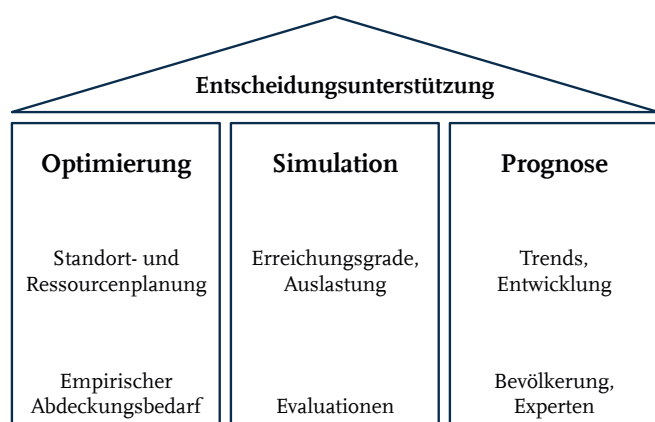 Entscheidungsunterstützung
Optimierung
Standort- und
Ressourcenplanung
Empirischer
Abdeckungsbedarf
Simulation
Erreichungsgrade,
Auslastung
Evaluationen
Prognose
Trends,
Entwicklung
Bevölkerung,
Experten